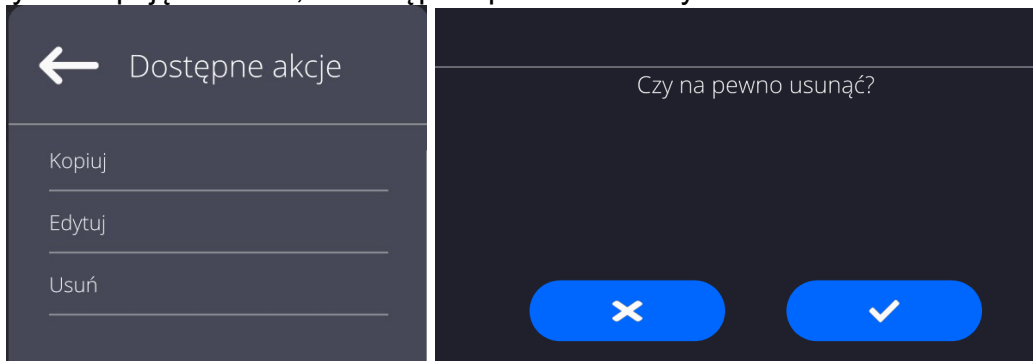 Dostępne akcje
Kopiuj
Edytuj
Usuń
Czy na pewno usunąć?